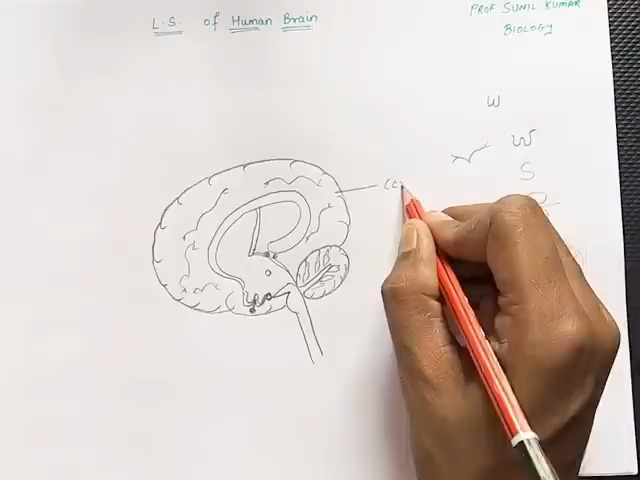 L.S. of Human Brain
PROF SUNIL KUMAR
BIOLOGY
W
W
S